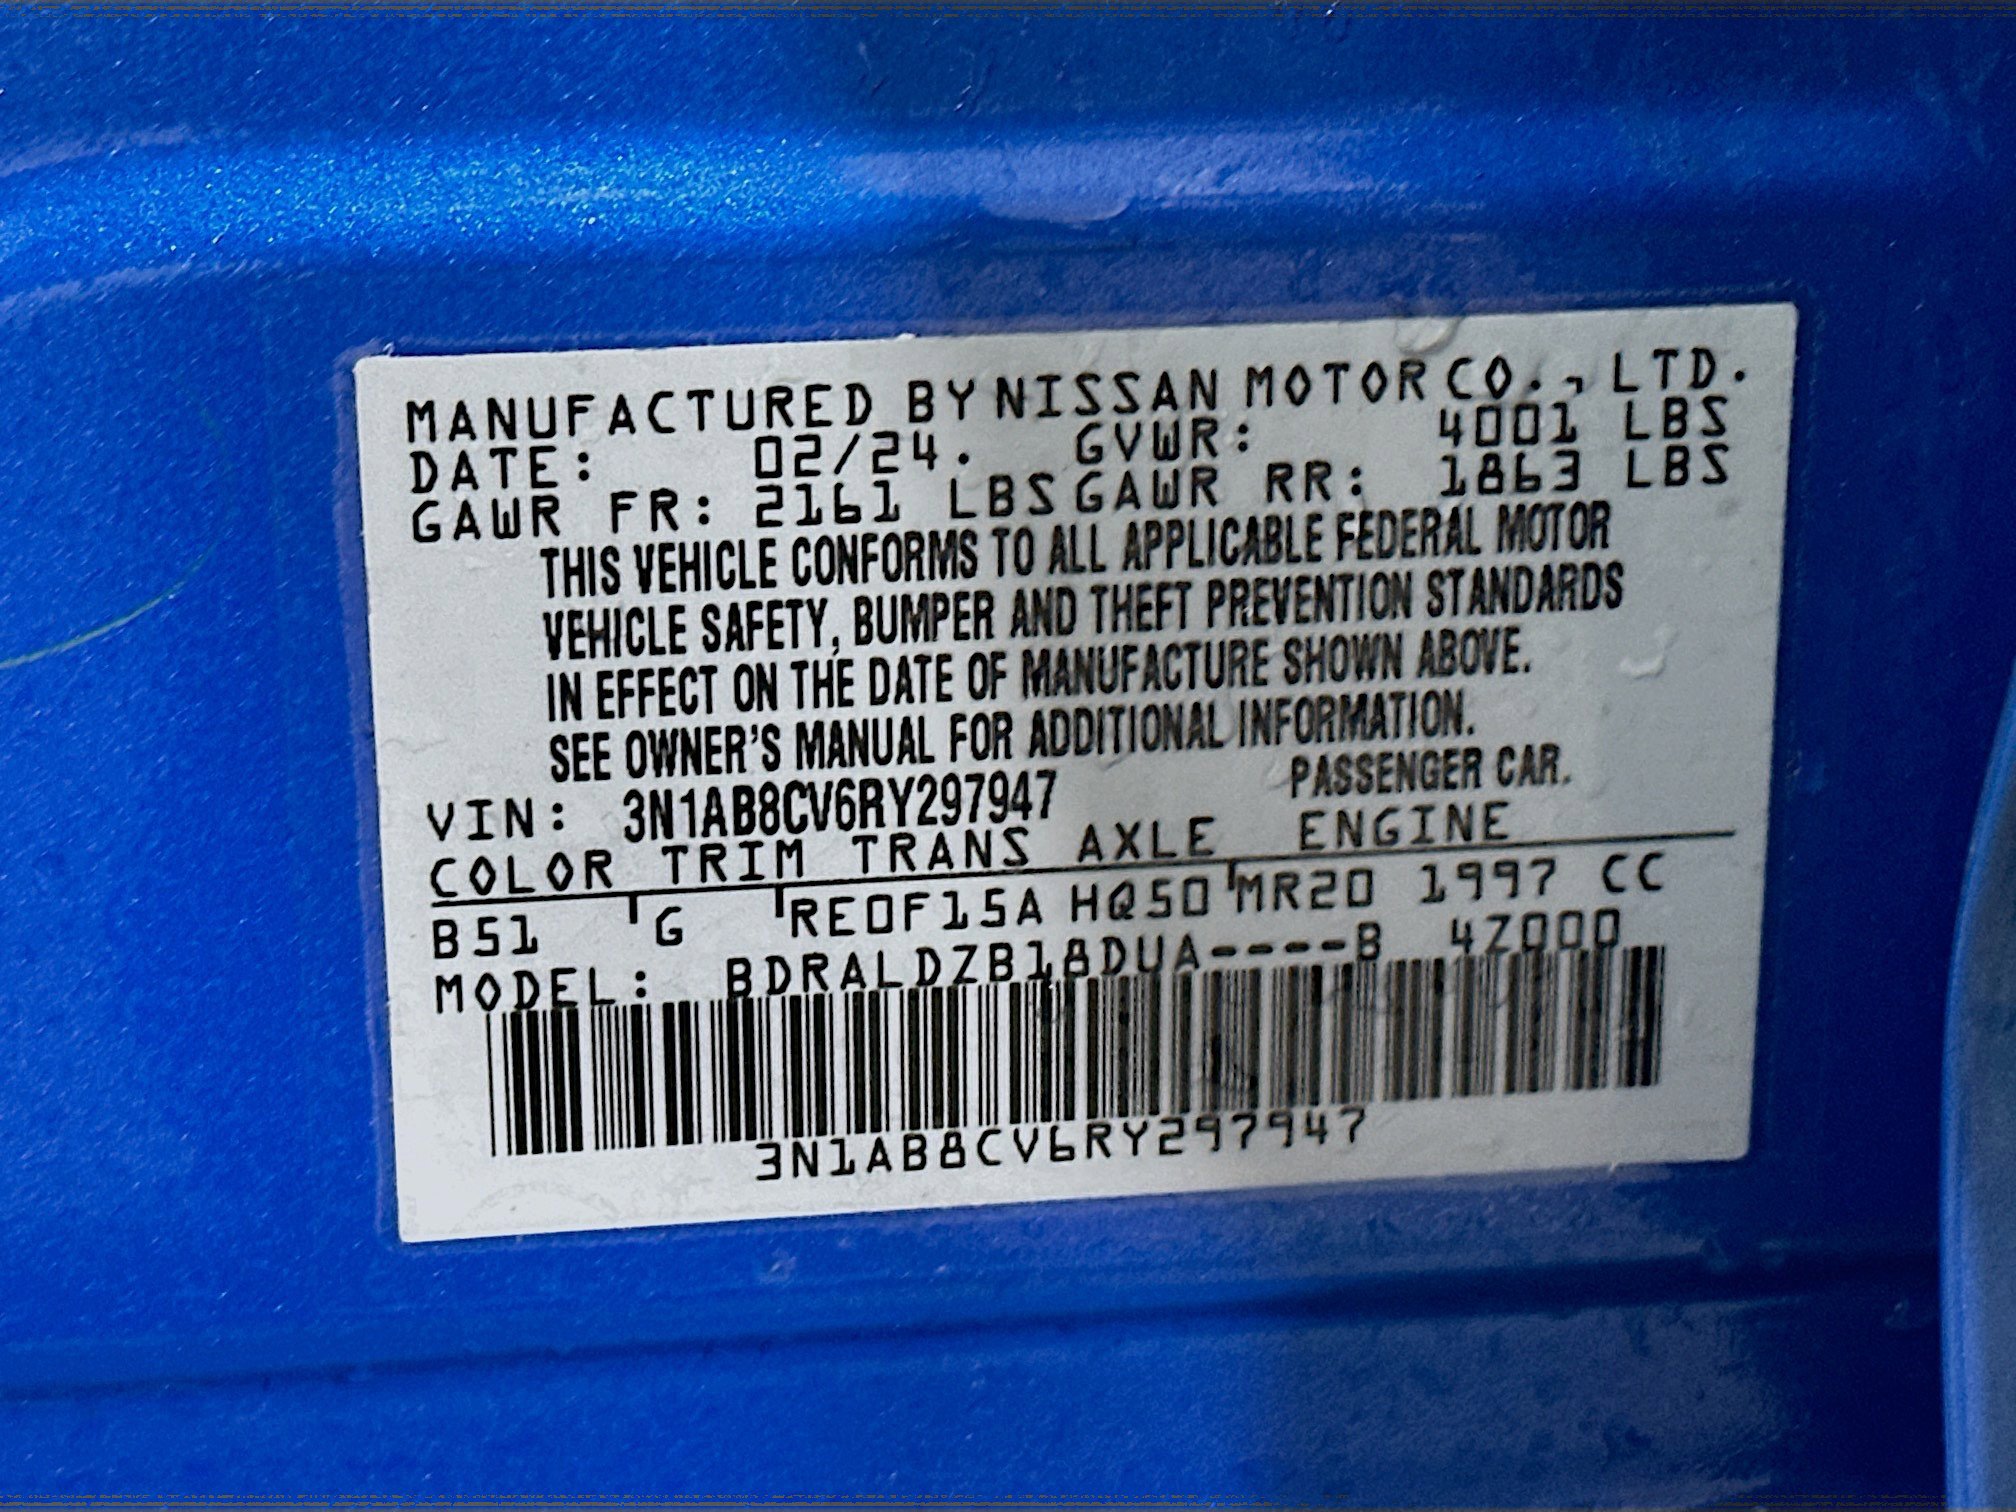 MANUFACTURED BY NISSAN MOTOR CO., LTD.
DATE: 02/24. GVWR: 4001 LBS
GAWR FR: 2161 LBS GAWR RR: 1863 LBS
THIS VEHICLE CONFORMS TO ALL APPLICABLE FEDERAL MOTOR
VEHICLE SAFETY, BUMPER AND THEFT PREVENTION STANDARDS
IN EFFECT ON THE DATE OF MANUFACTURE SHOWN ABOVE.
SEE OWNER'S MANUAL FOR ADDITIONAL INFORMATION.
VIN: 3N1AB8CV6RY297947 PASSENGER CAR.
COLOR TRIM TRANS AXLE ENGINE
B51 G RE0F15A HQ50 MR20 1997 CC
MODEL: BDRALDZB18DUA----B 4Z000
3N1AB8CV6RY297947